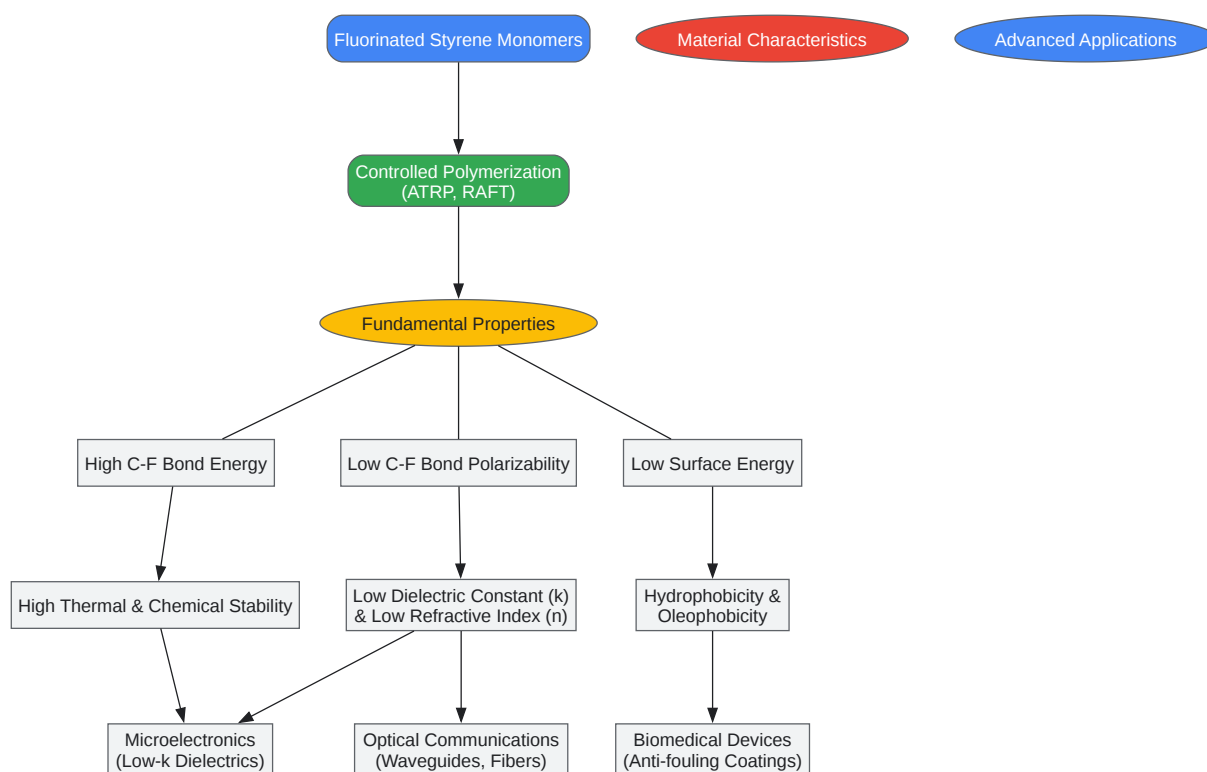 Fluorinated Styrene Monomers
Material Characteristics
Advanced Applications
Controlled Polymerization
(ATRP, RAFT)
Fundamental Properties
High C-F Bond Energy
Low C-F Bond Polarizability
Low Surface Energy
High Thermal & Chemical Stability
Low Dielectric Constant (k)
& Low Refractive Index (n)
Hydrophobicity &
Oleophobicity
Microelectronics
(Low-k Dielectrics)
Optical Communications
(Waveguides, Fibers)
Biomedical Devices
(Anti-fouling Coatings)